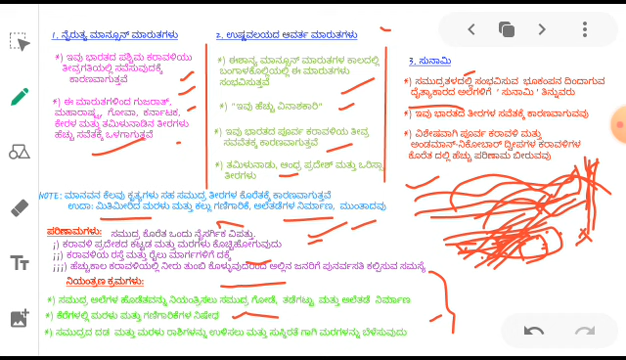 1. ನೈರುತ್ಯ ಮಾನ್ಸೂನ್ ಮಾರುತಗಳು
*) ಇವು ಭಾರತದ ಪಶ್ಚಿಮ ಕರಾವಳಿಯು
ತೀವ್ರಗತಿಯಲ್ಲಿ ಸವೆಸುವುದಕ್ಕೆ
ಕಾರಣವಾಗುತ್ತವೆ
*) ಈ ಮಾರುತಗಳಿಂದ ಗುಜರಾತ್,
ಮಹಾರಾಷ್ಟ್ರ, ಗೋವಾ, ಕರ್ನಾಟಕ,
ಕೇರಳ ಮತ್ತು ತಮಿಳುನಾಡಿನ ತೀರಗಳು
ಹೆಚ್ಚು ಸವೆತಕ್ಕೆ ಒಳಗಾಗುತ್ತವೆ
2. ಉಷ್ಣವಲಯದ ಆವರ್ತ ಮಾರುತಗಳು
*) ಈಶಾನ್ಯ ಮಾನ್ಸೂನ್ ಮಾರುತಗಳ ಕಾಲದಲ್ಲಿ
ಬಂಗಾಳಕೊಲ್ಲಿಯಲ್ಲಿ ಈ ಮಾರುತಗಳು
ಸಂಭವಿಸುತ್ತವೆ
*) "ಇವು ಹೆಚ್ಚು ವಿನಾಶಕಾರಿ"
*) ಇವು ಭಾರತದ ಪೂರ್ವ ಕರಾವಳಿಯ ತೀವ್ರ
ಸವವೆತಕ್ಕೆ ಕಾರಣವಾಗುತ್ತವೆ
*) ತಮಿಳುನಾಡು, ಆಂಧ್ರ ಪ್ರದೇಶ್ ಮತ್ತು ಒರಿಸ್ಸಾ
ತೀರಗಳು
3. ಸುನಾಮಿ
*) ಸಮುದ್ರತಳದಲ್ಲಿ ಸಂಭವಿಸುವ ಭೂಕಂಪನ ದಿಂದಾಗುವ
ದೈತ್ಯಾಕಾರದ ಅಲೆಗಳಿಗೆ ' ಸುನಾಮಿ ' ತಿನ್ನುವರು
*) ಇವು ಭಾರತದ ತೀರಗಳ ಸವೆತಕ್ಕೆ ಕಾರಣವಾಗುವವು
*) ವಿಶೇಷವಾಗಿ ಪೂರ್ವ ಕರಾವಳಿ ಮತ್ತು
ಅಂಡಮಾನ್-ನಿಕೋಬಾರ್ ದ್ವೀಪಗಳ ಕರಾವಳಿಗಳ
ಕೊರೆತ ದಲ್ಲಿ ಹೆಚ್ಚು ಪರಿಣಾಮ ಬೀರುವವು
NOTE: ಮಾನವನ ಕೆಲವು ಕೃತ್ಯಗಳು ಸಹ ಸಮುದ್ರ ತೀರಗಳ ಕೊರೆತಕ್ಕೆ ಕಾರಣವಾಗುತ್ತವೆ
ಉದಾ: ಮಿತಿಮೀರಿದ ಮರಳು ಮತ್ತು ಕಲ್ಲು ಗಣಿಗಾರಿಕೆ, ಅಲೆತಡೆಗಳ ನಿರ್ಮಾಣ, ಮುಂತಾದವು
ಪರಿಣಾಮಗಳು: ಸಮುದ್ರ ಕೊರೆತ ಒಂದು ನೈಸರ್ಗಿಕ ವಿಪತ್ತು.
¡) ಕರಾವಳಿ ಪ್ರದೇಶದ ಕಟ್ಟಡ ಮತ್ತು ಮರಗಳು ಕೊಚ್ಚಿಹೋಗುವುದು
¡¡) ಕರಾವಳಿಯ ರಸ್ತೆ ಮತ್ತು ರೈಲು ಮಾರ್ಗಗಳಿಗೆ ದಕ್ಕೆ
¡¡¡) ಹೆಚ್ಚುಕಾಲ ಕರಾವಳಿಯಲ್ಲಿ ನೀರು ತುಂಬಿ ಕೊಳ್ಳುವುದರಿಂದ ಅಲ್ಲಿನ ಜನರಿಗೆ ಪುನರ್ವಸತಿ ಕಲ್ಪಿಸುವ ಸಮಸ್ಯೆ
ನಿಯಂತ್ರಣ ಕ್ರಮಗಳು:
*) ಸಮುದ್ರ ಅಲೆಗಳ ಹೊಡೆತವನ್ನು ನಿಯಂತ್ರಿಸಲು ಸಮುದ್ರ ಗೋಡೆ, ತಡೆಗಟ್ಟು ಮತ್ತು ಅಲೆತಡೆ ನಿರ್ಮಾಣ
*) ಕೆರೆಗಳಲ್ಲಿ ಮರಳು ಮತ್ತು ಗಣಿಗಾರಿಕೆಗಳ ನಿಷೇಧ
*) ಸಮುದ್ರದ ದಡ ಮತ್ತು ಮರಳು ರಾಶಿಗಳನ್ನು ಉಳಿಸಲು ಮತ್ತು ಸುಸ್ಥಿರತೆ ಗಾಗಿ ಮರಗಳನ್ನು ಬೆಳೆಸುವುದು